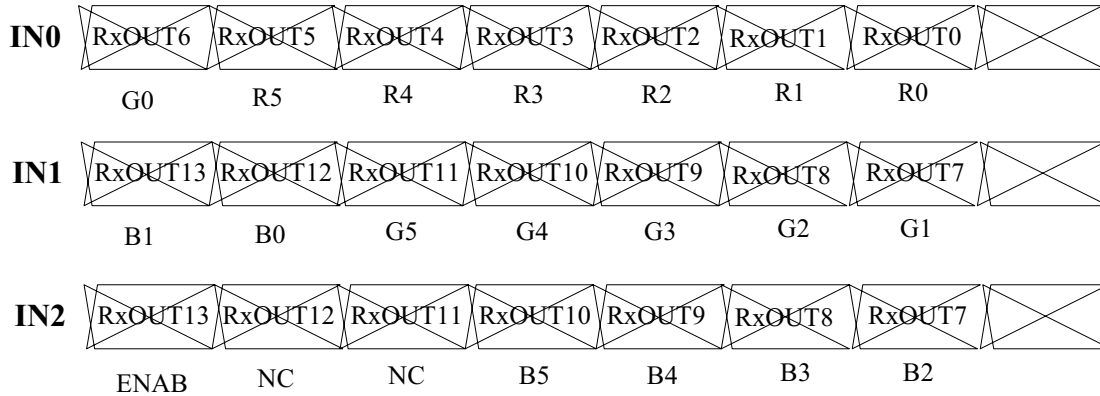 IN0 RxOUT6 RxOUT5 RxOUT4 RxOUT3 RxOUT2 RxOUT1 RxOUT0
G0 R5 R4 R3 R2 R1 R0
IN1 RxOUT13 RxOUT12 RxOUT11 RxOUT10 RxOUT9 RxOUT8 RxOUT7
B1 B0 G5 G4 G3 G2 G1
IN2 RxOUT13 RxOUT12 RxOUT11 RxOUT10 RxOUT9 RxOUT8 RxOUT7
ENAB NC NC B5 B4 B3 B2